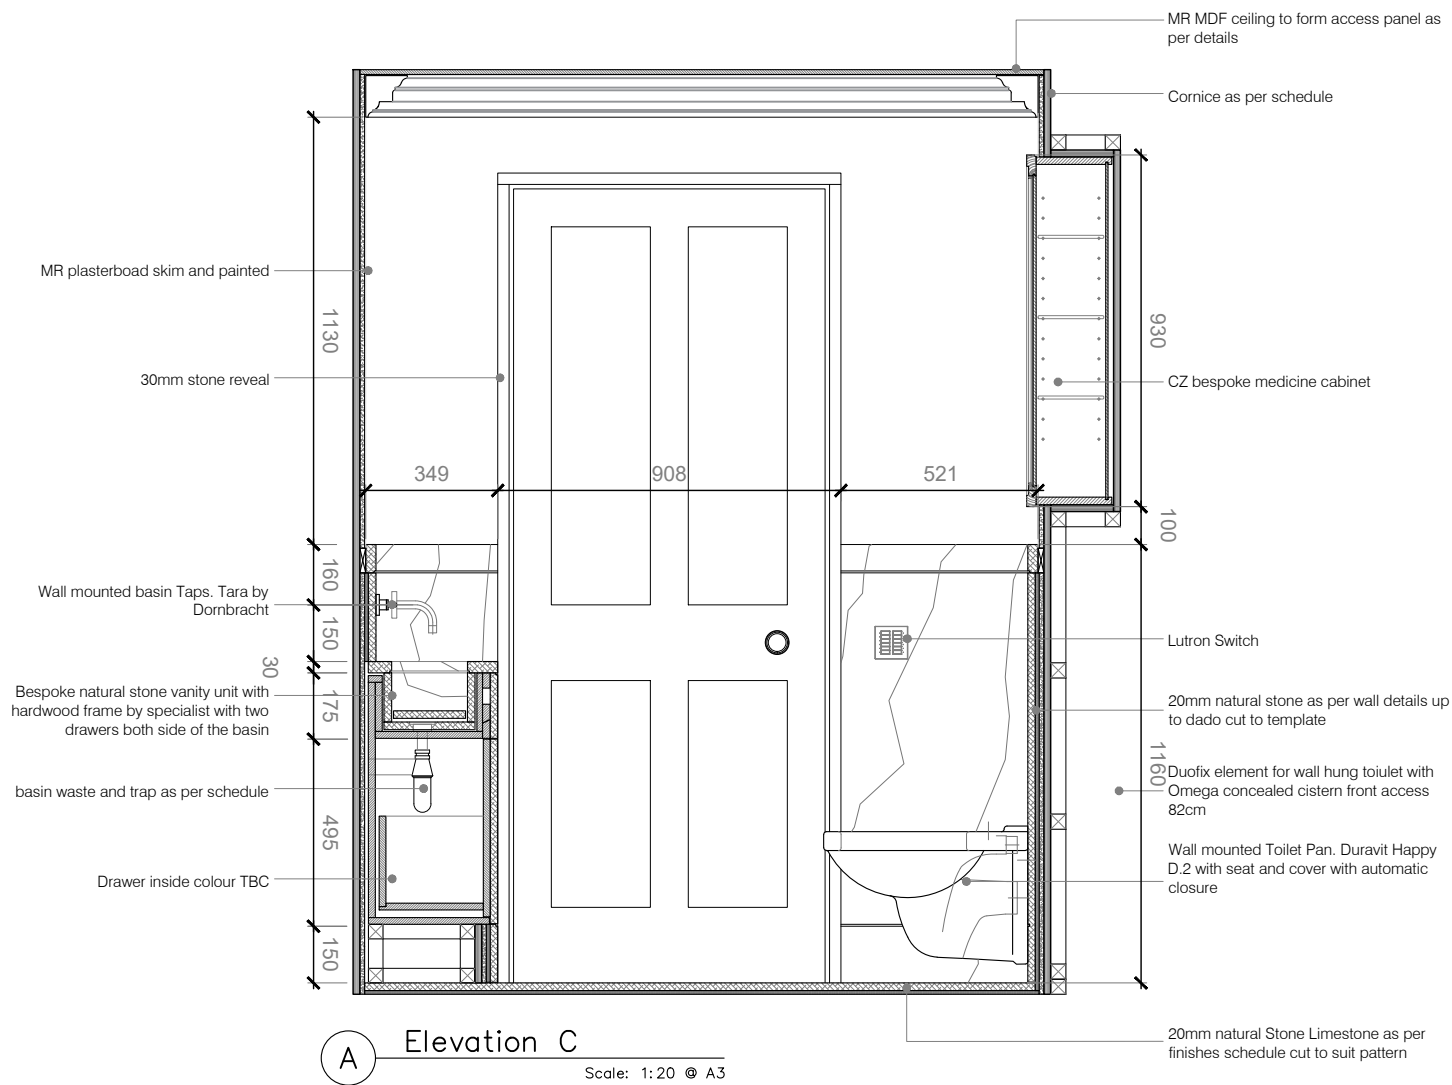 MR MDF ceiling to form access panel as
per details
Cornice as per schedule
MR plasterboad skim and painted
1130
930
30mm stone reveal
CZ bespoke medicine cabinet
349
908
521
100
160
Wall mounted basin Taps. Tara by
Dornbracht
150
Lutron Switch
30
Bespoke natural stone vanity unit with
hardwood frame by specialist with two
drawers both side of the basin
175
20mm natural stone as per wall details up
to dado cut to template
1160
Duofix element for wall hung toiulet with
Omega concealed cistern front access
82cm
basin waste and trap as per schedule
495
Wall mounted Toilet Pan. Duravit Happy
D.2 with seat and cover with automatic
closure
Drawer inside colour TBC
150
20mm natural Stone Limestone as per
finishes schedule cut to suit pattern
A
Elevation C
Scale: 1:20 @ A3